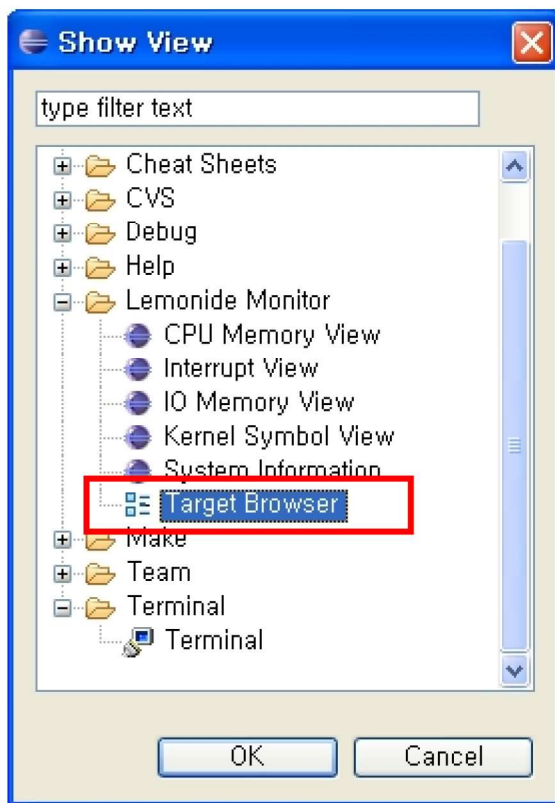 Show View
type filter text
Cheat Sheets
CVS
Debug
Help
Lemonide Monitor
CPU Memory View
Interrupt View
IO Memory View
Kernel Symbol View
System Information
Target Browser
Make
Team
Terminal
Terminal
OK
Cancel